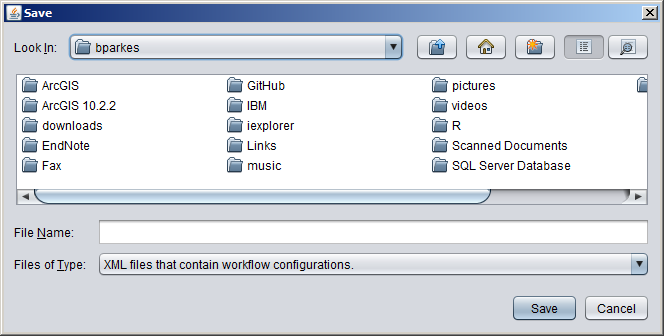 Save
Look In: bparkes
ArcGIS GitHub pictures
ArcGIS 10.2.2 IBM videos
downloads iexplorer R
EndNote Links Scanned Documents
Fax music SQL Server Database
File Name:
Files of Type: XML files that contain workflow configurations.
Save Cancel